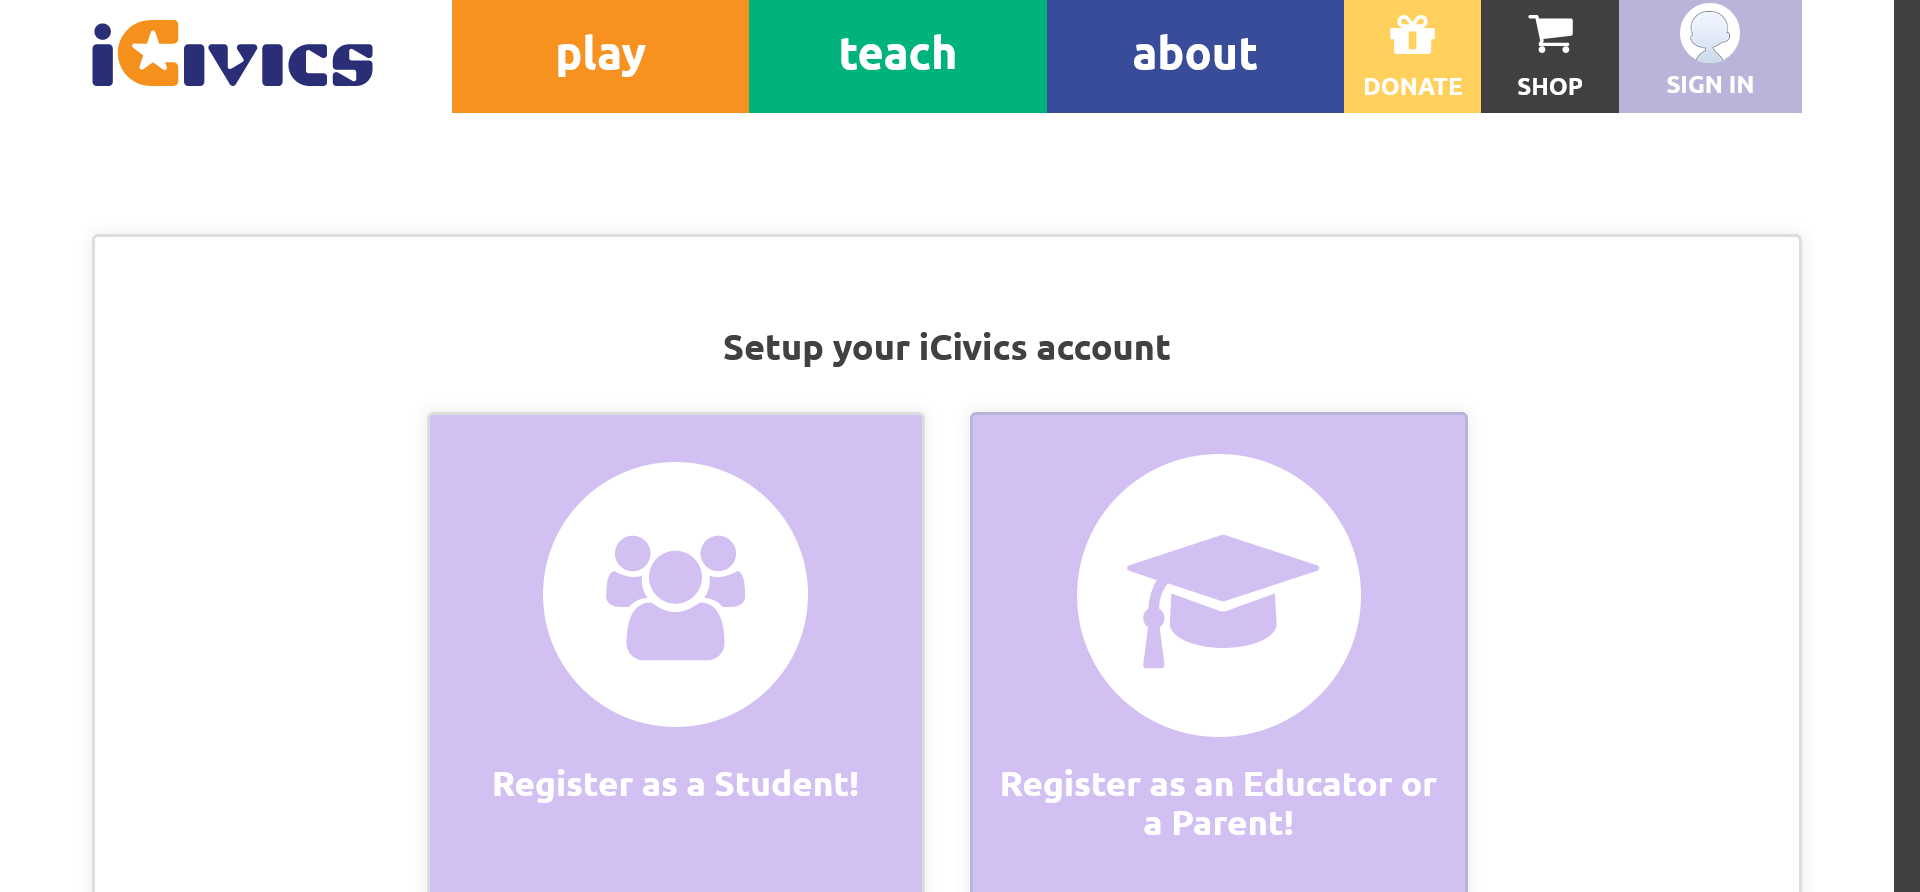 iCivics
play
teach
about
DONATE
SHOP
SIGN IN
Setup your iCivics account
Register as a Student!
Register as an Educator or
a Parent!